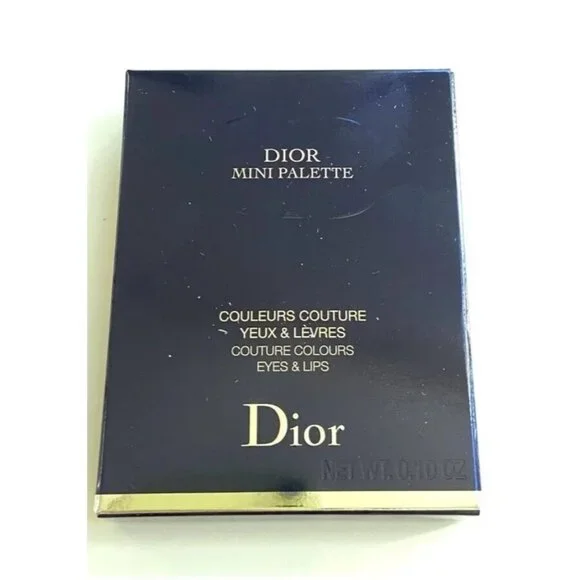 DIOR
MINI PALETTE
COULEURS COUTURE
YEUX & LÈVRES
COUTURE COLOURS
EYES & LIPS
Dior
NET WT. 0.10 OZ